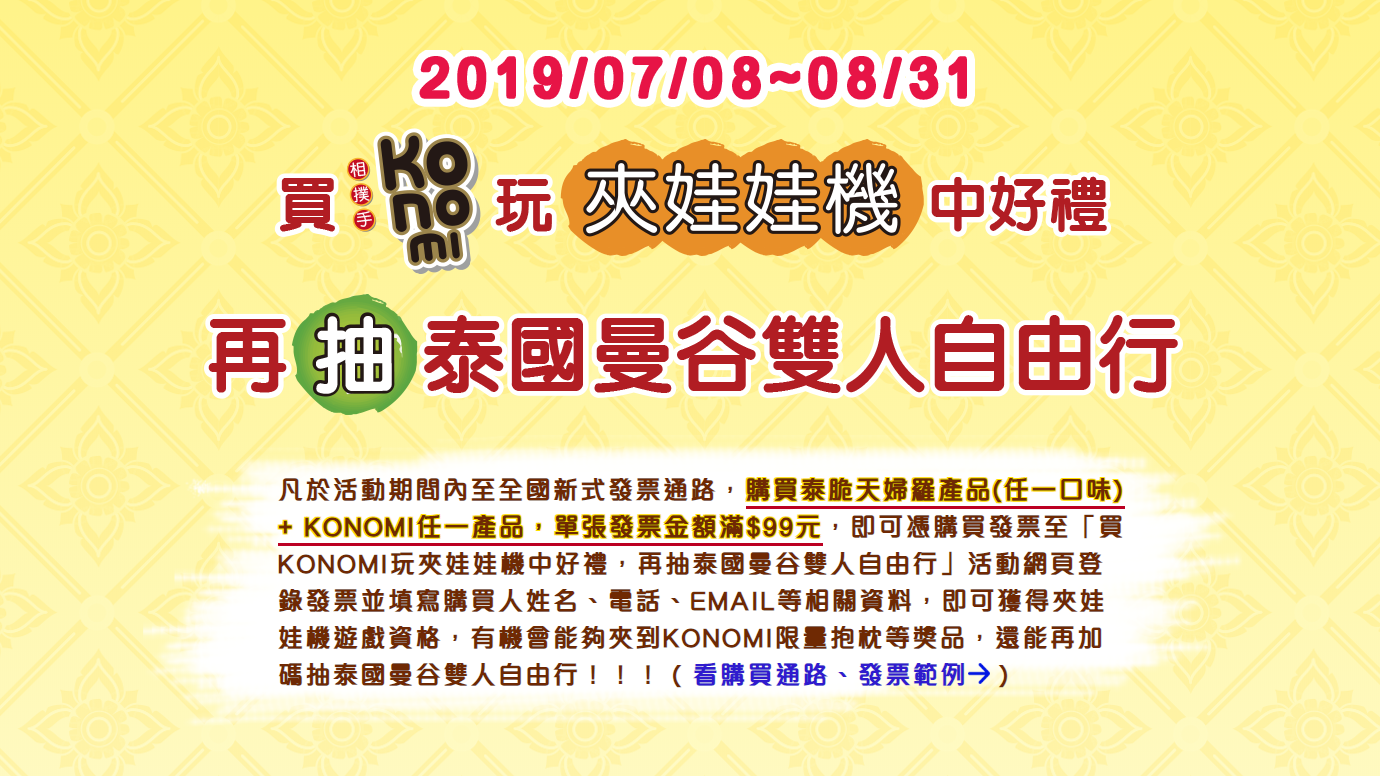 2019/07/08~08/31
買 相撲手 KONOMI 玩 夾娃娃機 中好禮
再 抽 泰國曼谷雙人自由行
凡於活動期間內至全國新式發票通路，購買泰脆天婦羅產品(任一口味)
+ KONOMI任一產品，單張發票金額滿$99元，即可憑購買發票至「買
KONOMI玩夾娃娃機中好禮，再抽泰國曼谷雙人自由行」活動網頁登
錄發票並填寫購買人姓名、電話、EMAIL等相關資料，即可獲得夾娃
娃機遊戲資格，有機會能夠夾到KONOMI限量抱枕等獎品，還能再加
碼抽泰國曼谷雙人自由行！！！（看購買通路、發票範例→）